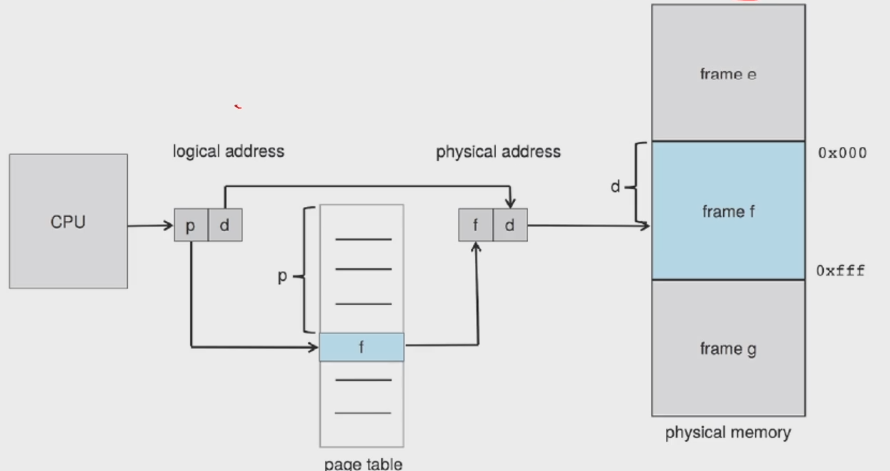 frame e
logical address
physical address
0x000
d
CPU
p d
f d
frame f
p
0xfff
f
frame g
physical memory
page table